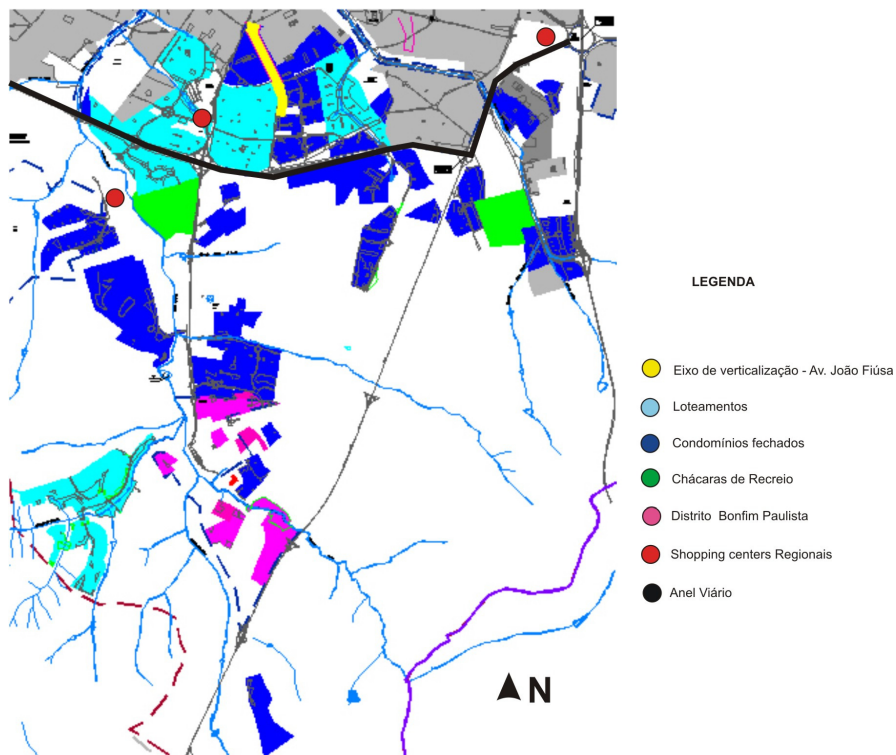 LEGENDA
Eixo de verticalização - Av. João Fiúsa
Loteamentos
Condomínios fechados
Chácaras de Recreio
Distrito Bonfim Paulista
Shopping centers Regionais
Anel Viário
N